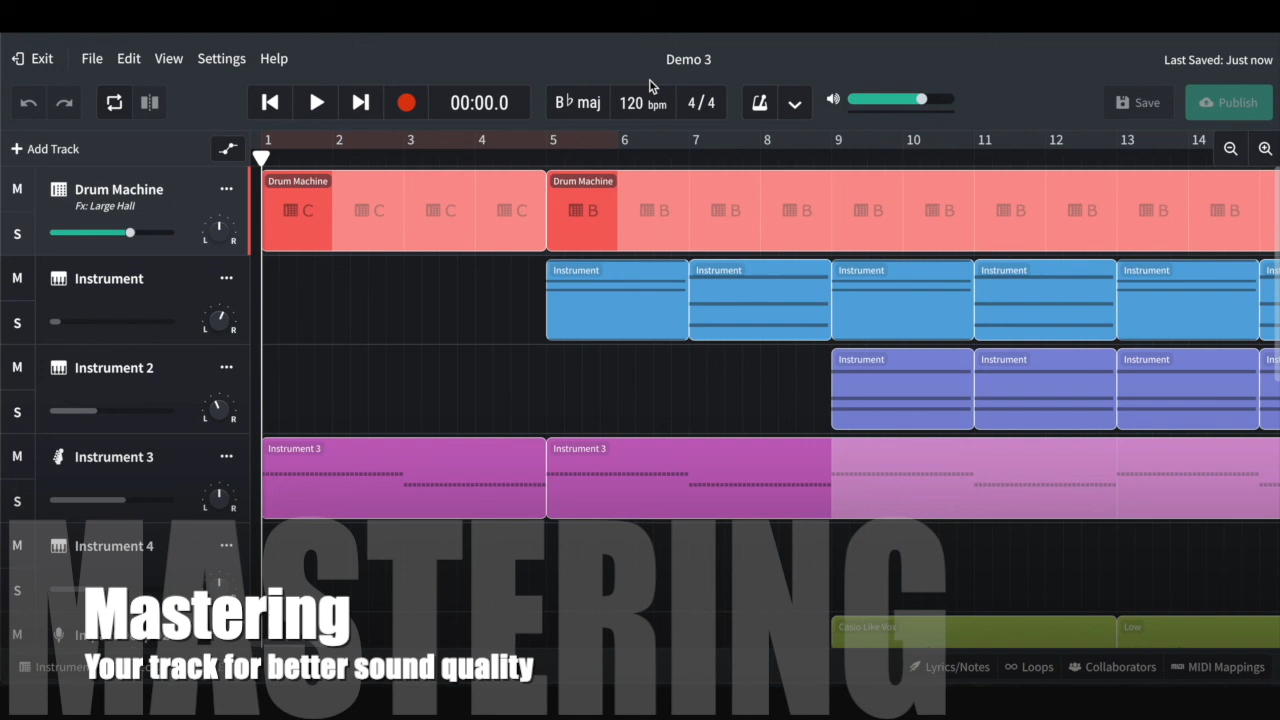 Exit File Edit View Settings Help
Demo 3
Last Saved: Just now
00:00.0
B♭ maj 120 bpm 4/4
Save Publish
+ Add Track
1 2 3 4 5 6 7 8 9 10 11 12 13 14
M Drum Machine ...
Fx: Large Hall
S L R
Drum Machine Drum Machine
C C C C B B B B B B B B B B
M Instrument ...
S L R
Instrument Instrument Instrument Instrument Instrument Ins
M Instrument 2 ...
S L R
Instrument Instrument Instrument Ins
M Instrument 3 ...
S L R
Instrument 3 Instrument 3
M Instrument 4 ...
S
M
Casio Like Vox Low
MASTERING
Mastering
Your track for better sound quality
Instrument
Lyrics/Notes Loops Collaborators MIDI Mappings